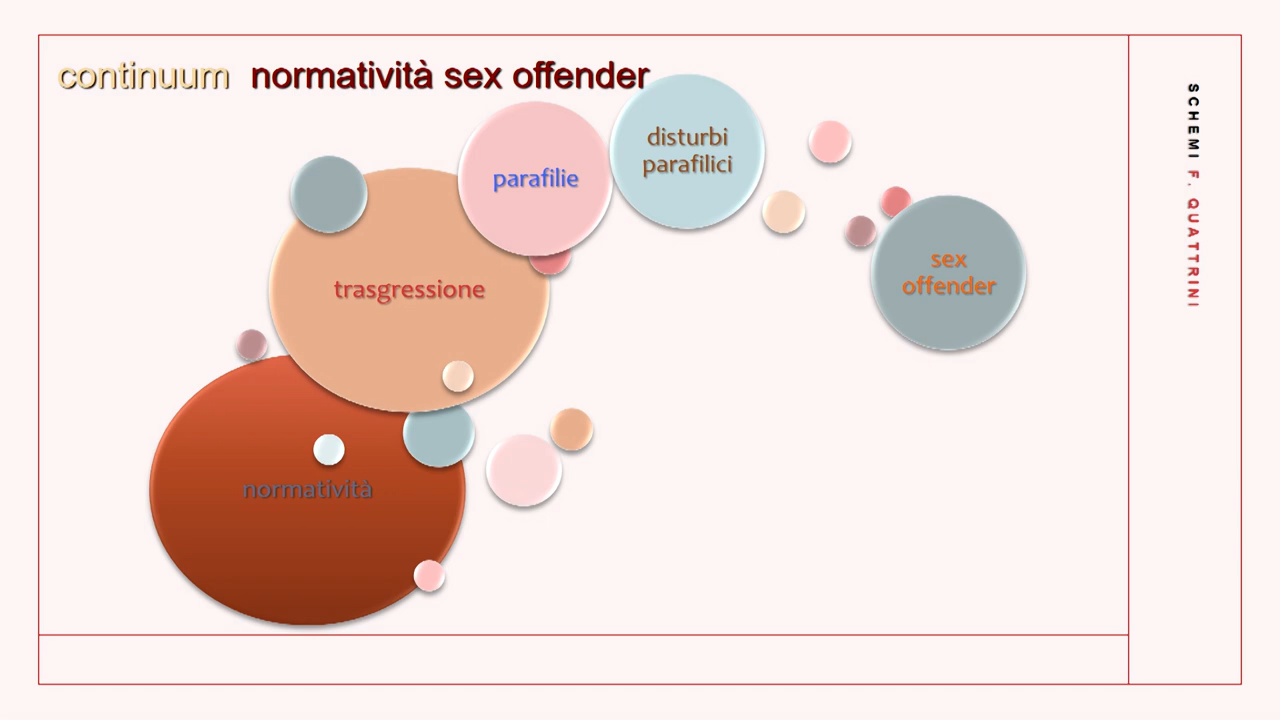 continuum normatività sex offender
disturbi
parafilici
parafilie
sex
offender
trasgressione
normatività
SCHEMI F. QUATTRINI